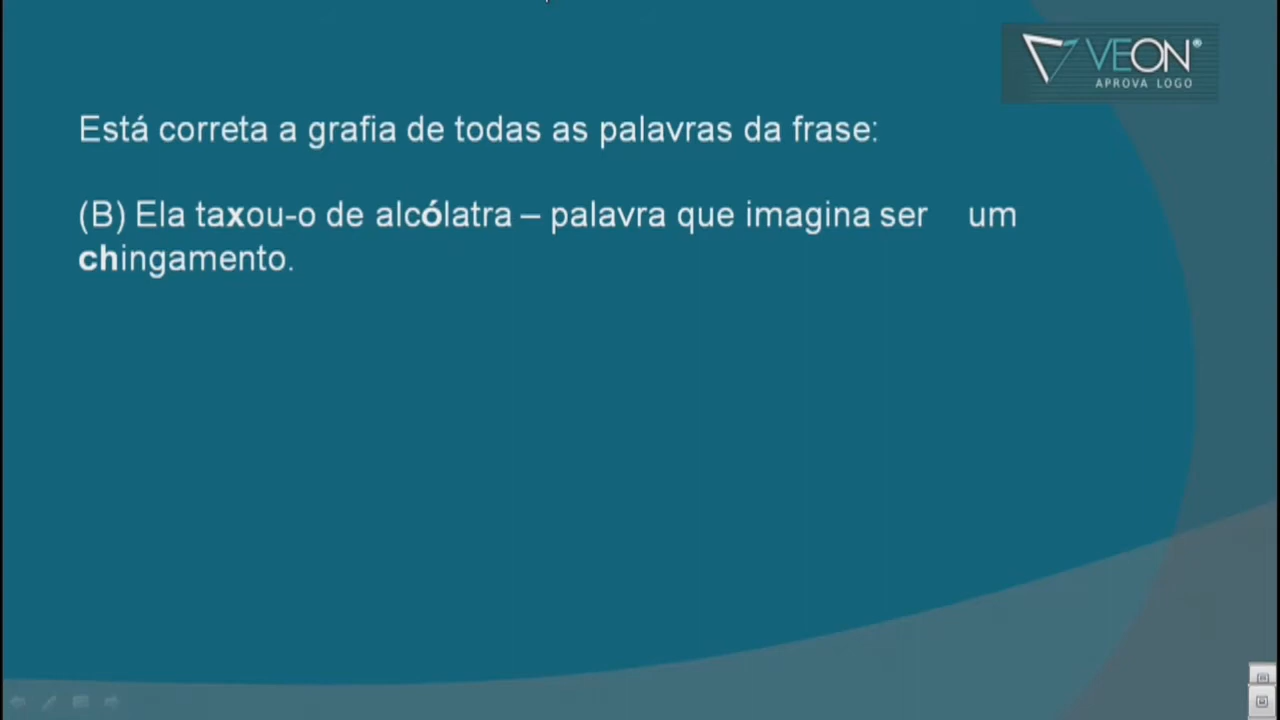 VEON®
APROVA LOGO
Está correta a grafia de todas as palavras da frase:
(B) Ela taxou-o de alcólatra – palavra que imagina ser um
chingamento.